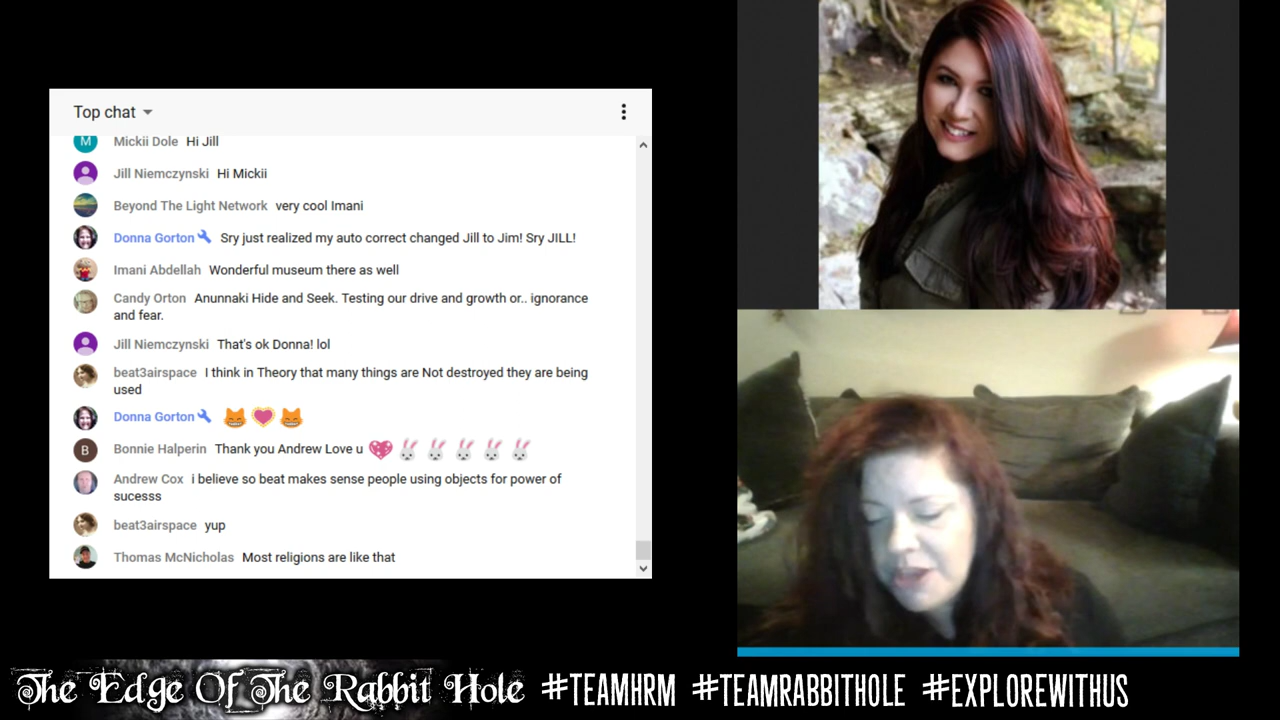 Top chat
M Mickii Dole Hi Jill
Jill Niemczynski Hi Mickii
Beyond The Light Network very cool Imani
Donna Gorton Sry just realized my auto correct changed Jill to Jim! Sry JILL!
Imani Abdellah Wonderful museum there as well
Candy Orton Anunnaki Hide and Seek. Testing our drive and growth or.. ignorance
and fear.
Jill Niemczynski That's ok Donna! lol
beat3airspace I think in Theory that many things are Not destroyed they are being
used
Donna Gorton
B Bonnie Halperin Thank you Andrew Love u
Andrew Cox i believe so beat makes sense people using objects for power of
sucesss
beat3airspace yup
Thomas McNicholas Most religions are like that
The Edge Of The Rabbit Hole #TEAMHRM #TEAMRABBITHOLE #EXPLOREWITHUS